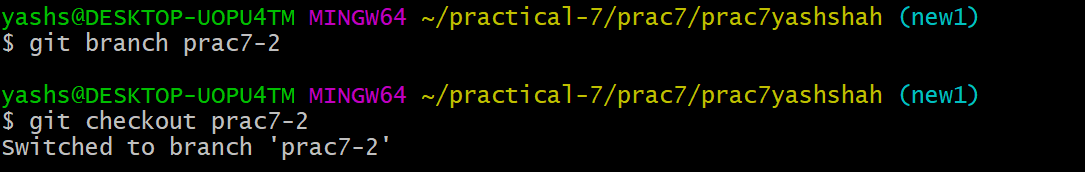 yashs@DESKTOP-UOPU4TM MINGW64 ~/practical-7/prac7/prac7yashshah (new1)
$ git branch prac7-2
yashs@DESKTOP-UOPU4TM MINGW64 ~/practical-7/prac7/prac7yashshah (new1)
$ git checkout prac7-2
Switched to branch 'prac7-2'